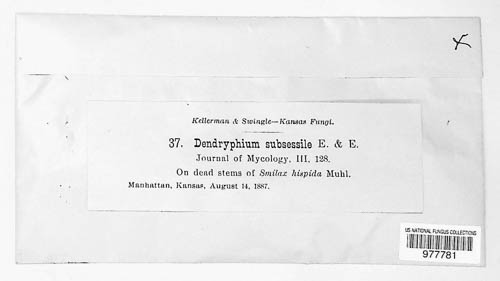 Kellerman & Swingle—Kansas Fungi.
37. Dendryphium subsessile E. & E.
Journal of Mycology, III, 128.
On dead stems of Smilax hispida Muhl.
Manhattan, Kansas, August 14, 1887.
US NATIONAL FUNGUS COLLECTIONS
977781